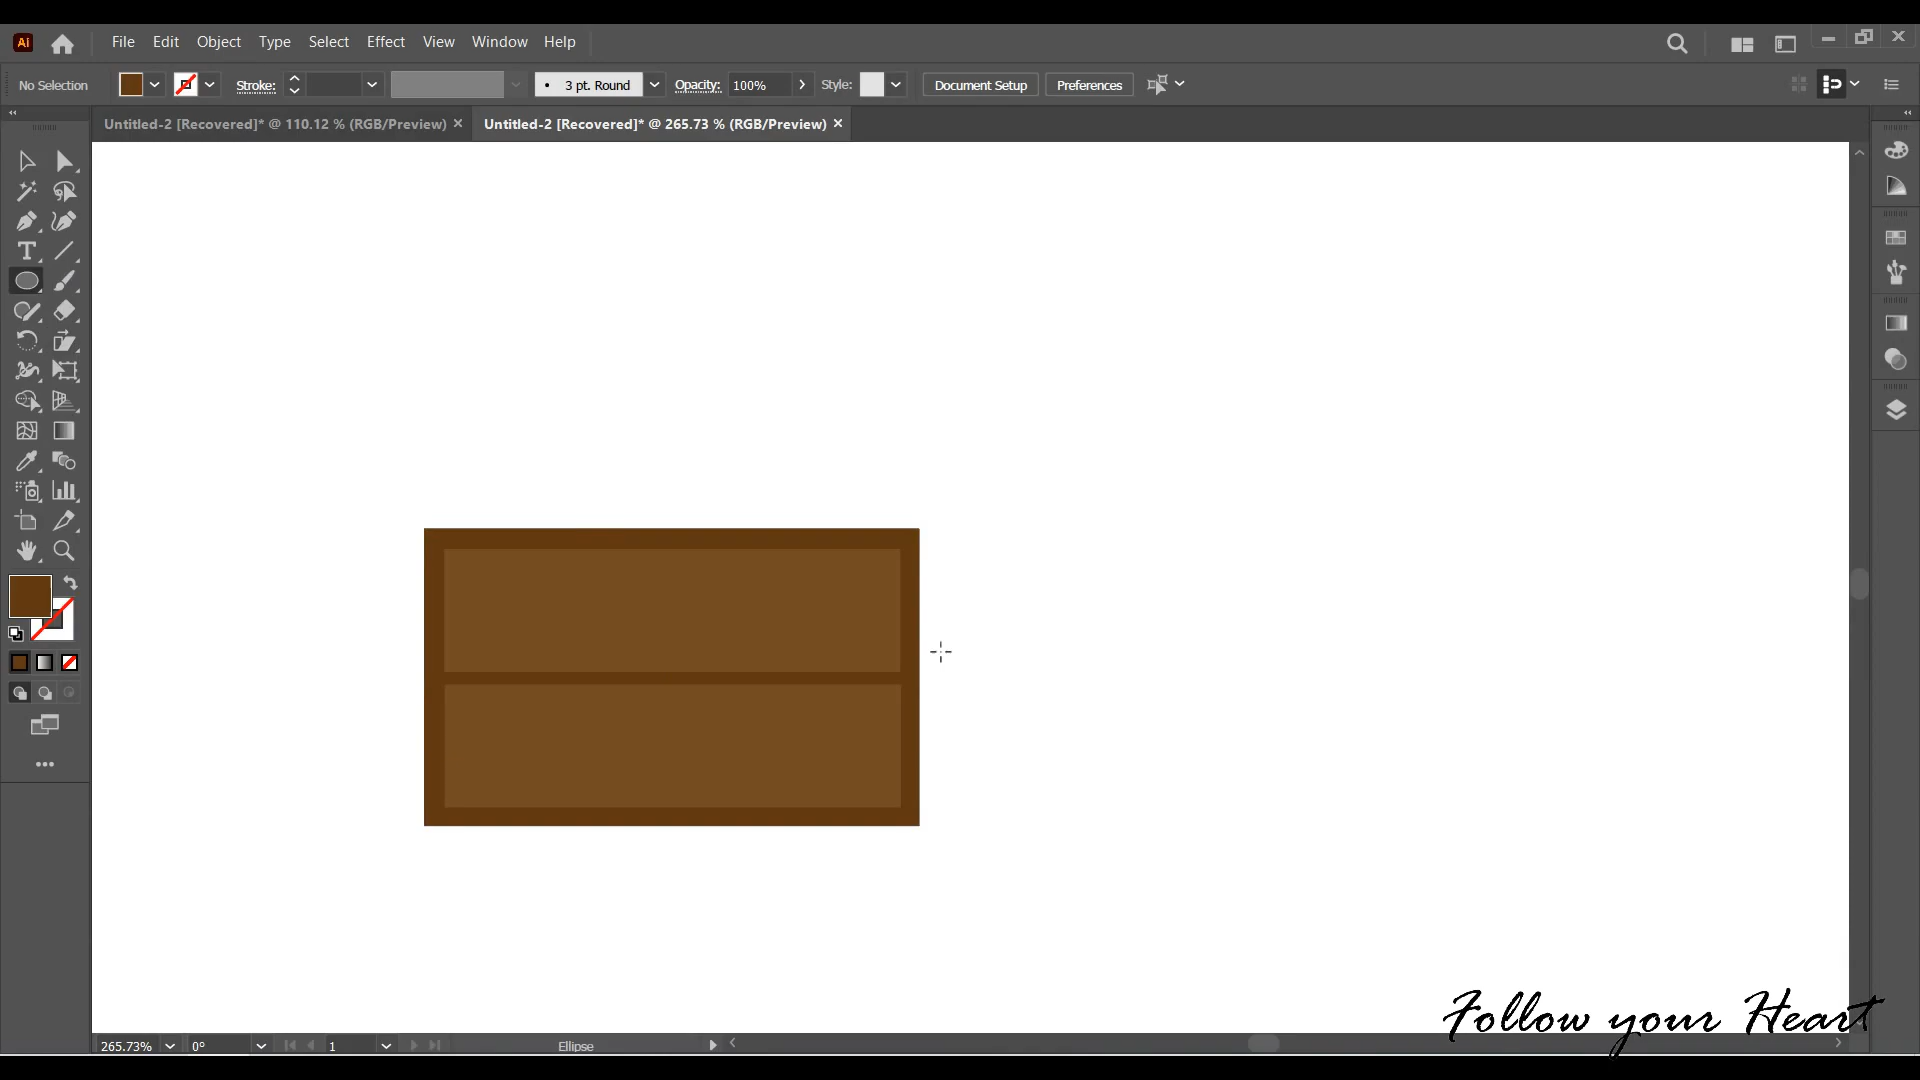 Ai File Edit Object Type Select Effect View Window Help
No Selection Stroke: 3 pt. Round Opacity: 100% Style: Document Setup Preferences
Untitled-2 [Recovered]* @ 110.12 % (RGB/Preview) Untitled-2 [Recovered]* @ 265.73 % (RGB/Preview)
Follow your Heart
265.73% 0° 1 Ellipse